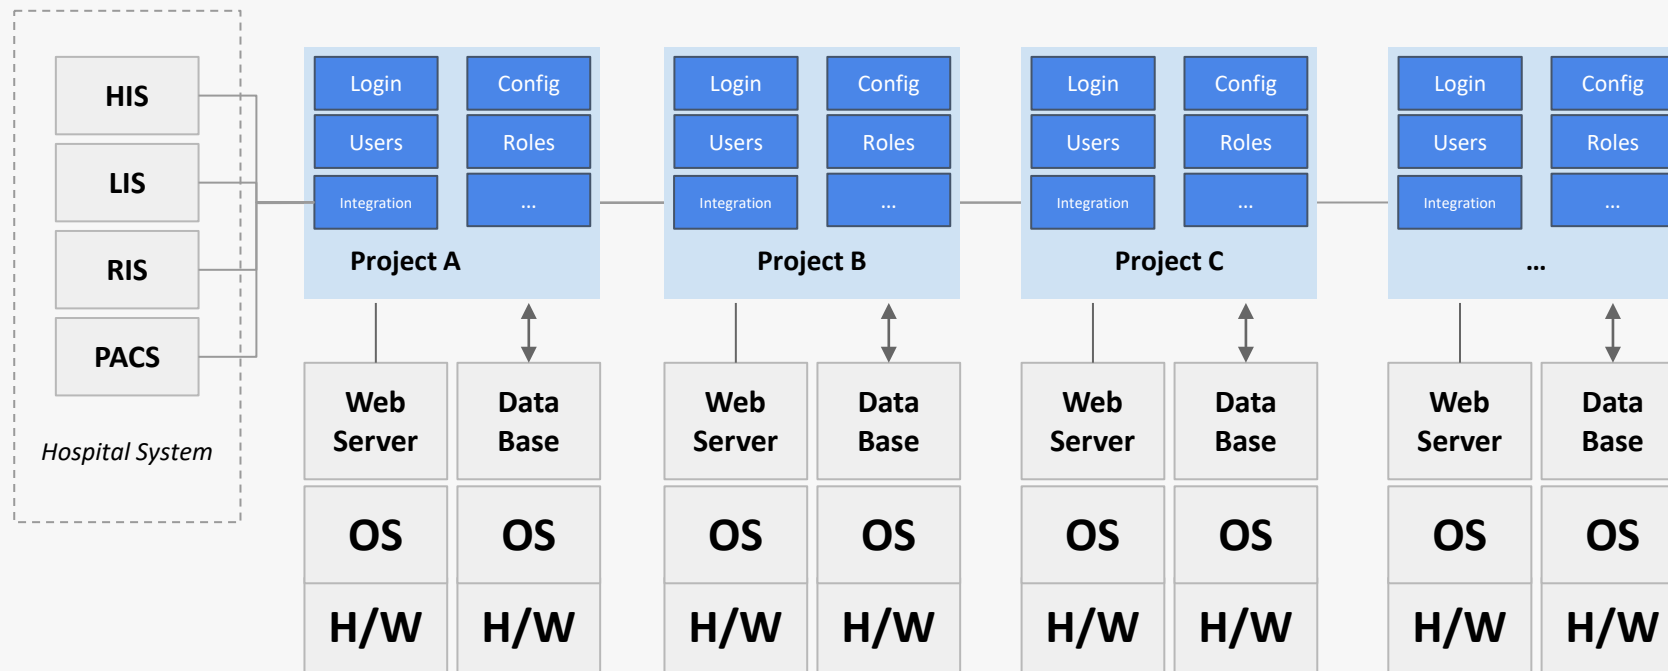 HIS
LIS
RIS
PACS
Hospital System
Login
Config
Users
Roles
Integration
...
Project A
Web
Server
Data
Base
OS
OS
H/W
H/W
Login
Config
Users
Roles
Integration
...
Project B
Web
Server
Data
Base
OS
OS
H/W
H/W
Login
Config
Users
Roles
Integration
...
Project C
Web
Server
Data
Base
OS
OS
H/W
H/W
Login
Config
Users
Roles
Integration
...
...
Web
Server
Data
Base
OS
OS
H/W
H/W